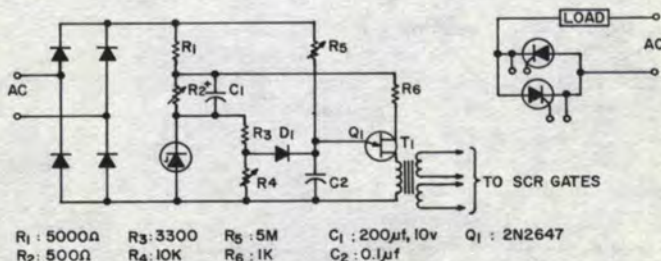 LOAD
AC
AC
R1
R5
R2
+
C1
R6
R3
D1
Q1
T1
R4
C2
TO SCR GATES
R1 : 5000Ω R3 : 3300 R5 : 5M C1 : 200µf, 10v Q1 : 2N2647
R2 : 500Ω R4 : 10K R6 : 1K C2 : 0.1µf